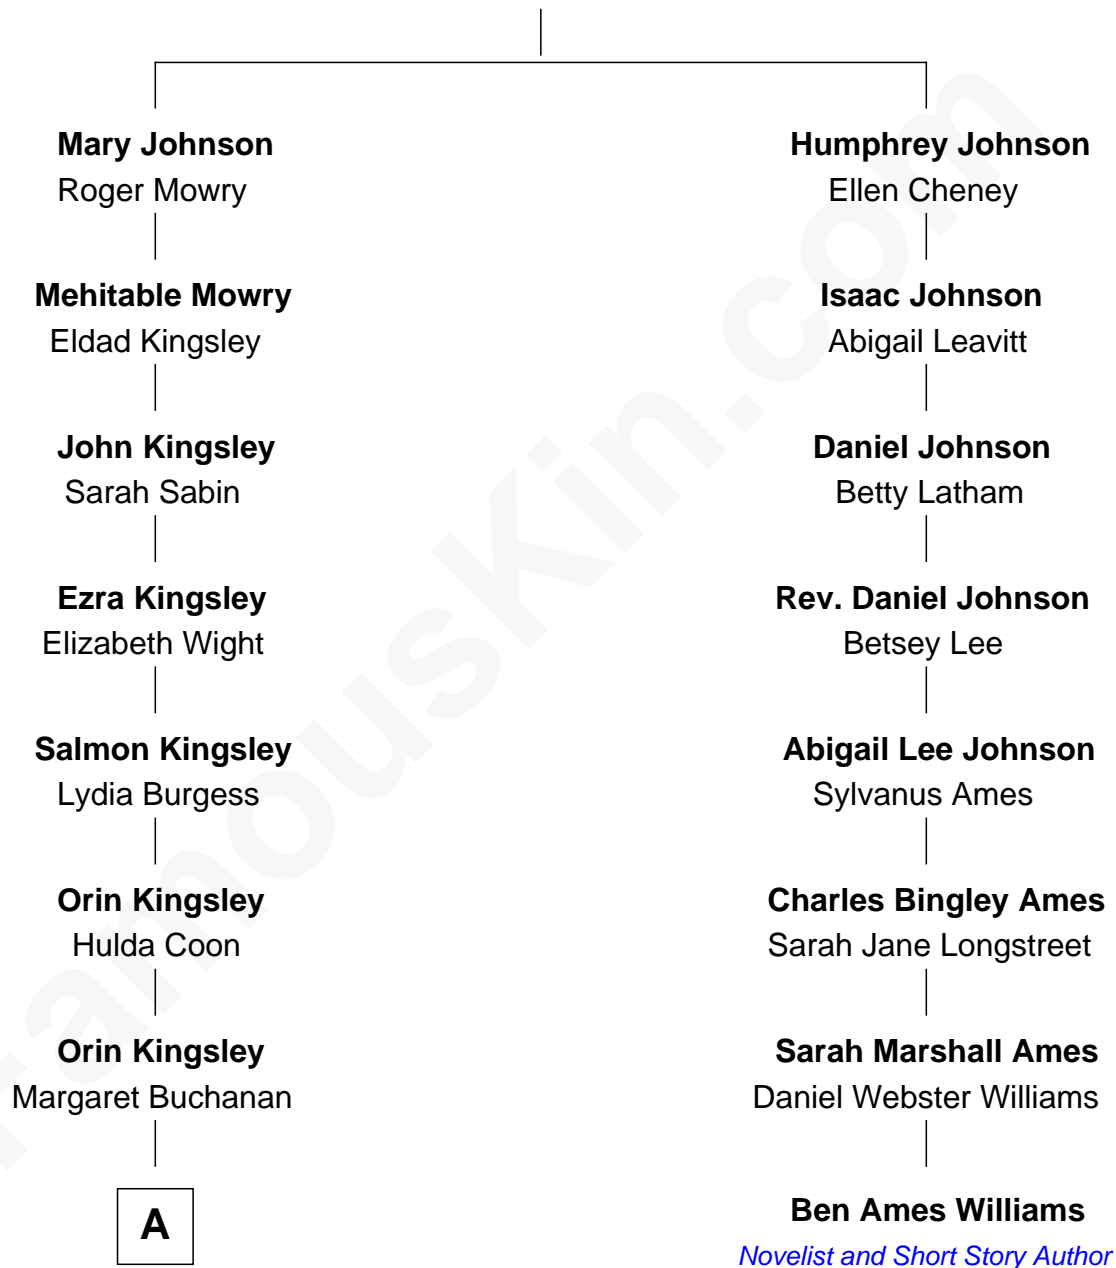 Mary Johnson
Roger Mowry
Mehitable Mowry
Eldad Kingsley
John Kingsley
Sarah Sabin
Ezra Kingsley
Elizabeth Wight
Salmon Kingsley
Lydia Burgess
Orin Kingsley
Hulda Coon
Orin Kingsley
Margaret Buchanan
A
Humphrey Johnson
Ellen Cheney
Isaac Johnson
Abigail Leavitt
Daniel Johnson
Betty Latham
Rev. Daniel Johnson
Betsey Lee
Abigail Lee Johnson
Sylvanus Ames
Charles Bingley Ames
Sarah Jane Longstreet
Sarah Marshall Ames
Daniel Webster Williams
Ben Ames Williams
Novelist and Short Story Author
FamousKin.com